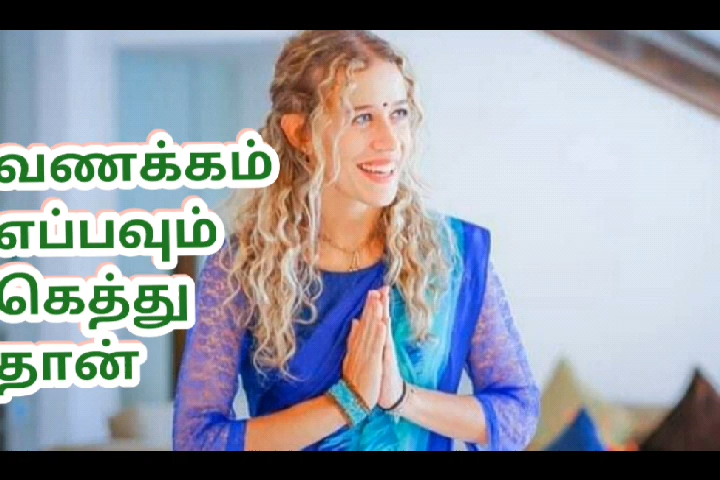 வணக்கம்
எப்பவும்
கெத்து
தான்